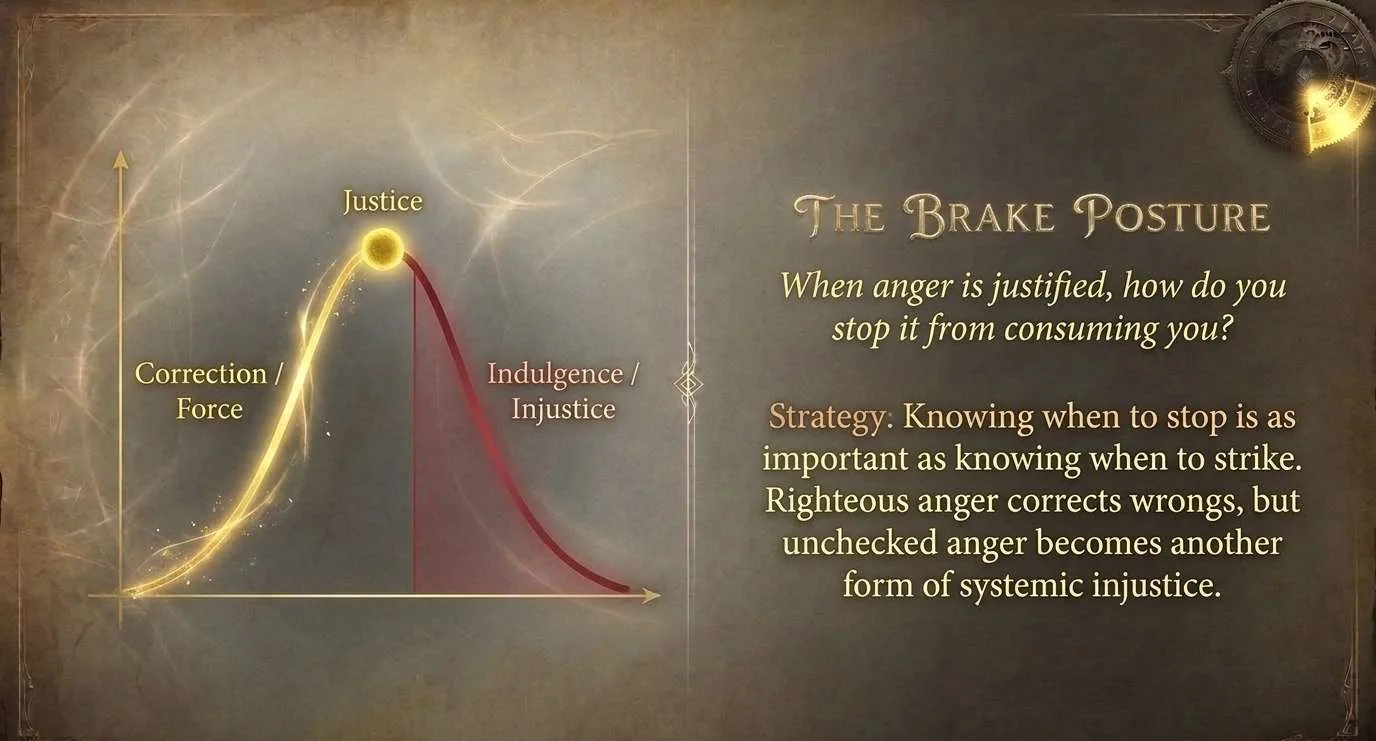 Justice
Correction /
Force
Indulgence /
Injustice
THE BRAKE POSTURE
When anger is justified, how do you
stop it from consuming you?
Strategy: Knowing when to stop is as
important as knowing when to strike.
Righteous anger corrects wrongs, but
unchecked anger becomes another
form of systemic injustice.